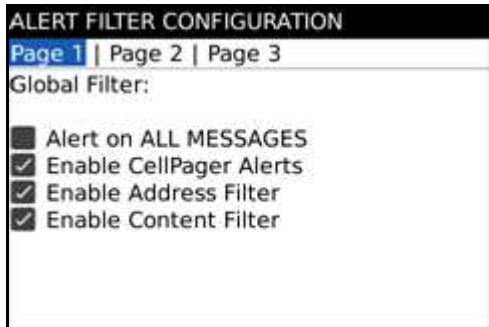 ALERT FILTER CONFIGURATION
Page 1 | Page 2 | Page 3
Global Filter:
Alert on ALL MESSAGES
Enable CellPager Alerts
Enable Address Filter
Enable Content Filter